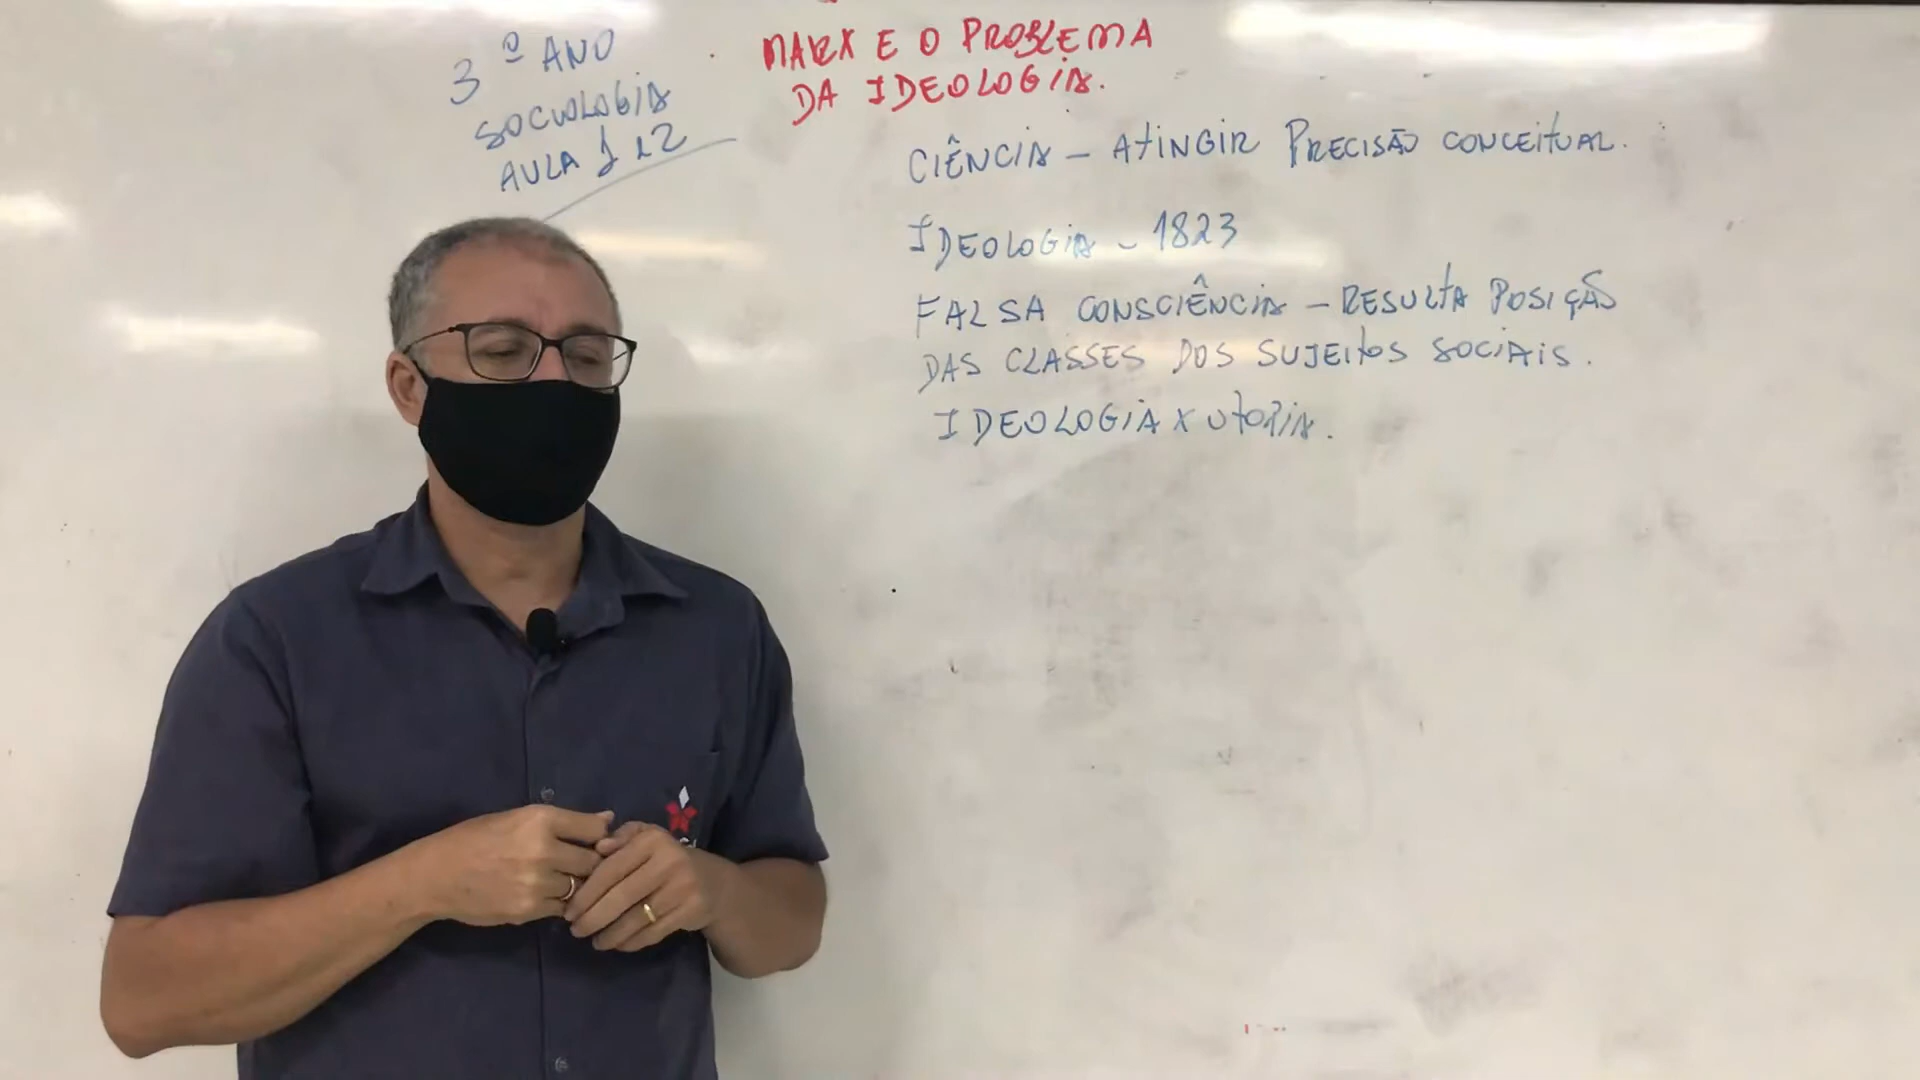 3º ANO
SOCIOLOGIA
AULA 1 e 2
MARX E O PROBLEMA
DA IDEOLOGIA.
CIÊNCIA - ATINGIR PRECISÃO CONCEITUAL.
IDEOLOGIA - 1823
FALSA CONSCIÊNCIA - RESULTA POSIÇÃO
DAS CLASSES DOS SUJEITOS SOCIAIS.
IDEOLOGIA X UTOPIA.